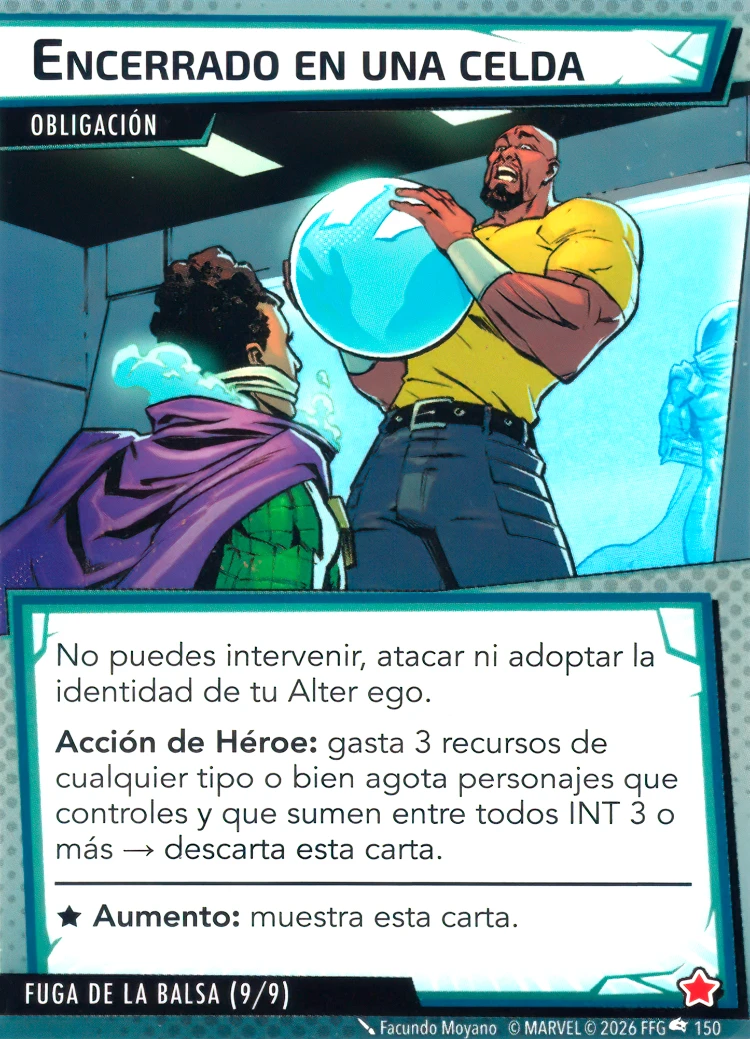 ENCERRADO EN UNA CELDA
OBLIGACIÓN
No puedes intervenir, atacar ni adoptar la
identidad de tu Alter ego.
Acción de Héroe: gasta 3 recursos de
cualquier tipo o bien agota personajes que
controles y que sumen entre todos INT 3 o
más → descarta esta carta.
★ Aumento: muestra esta carta.
FUGA DE LA BALSA (9/9)
Facundo Moyano © MARVEL © 2026 FFG 150